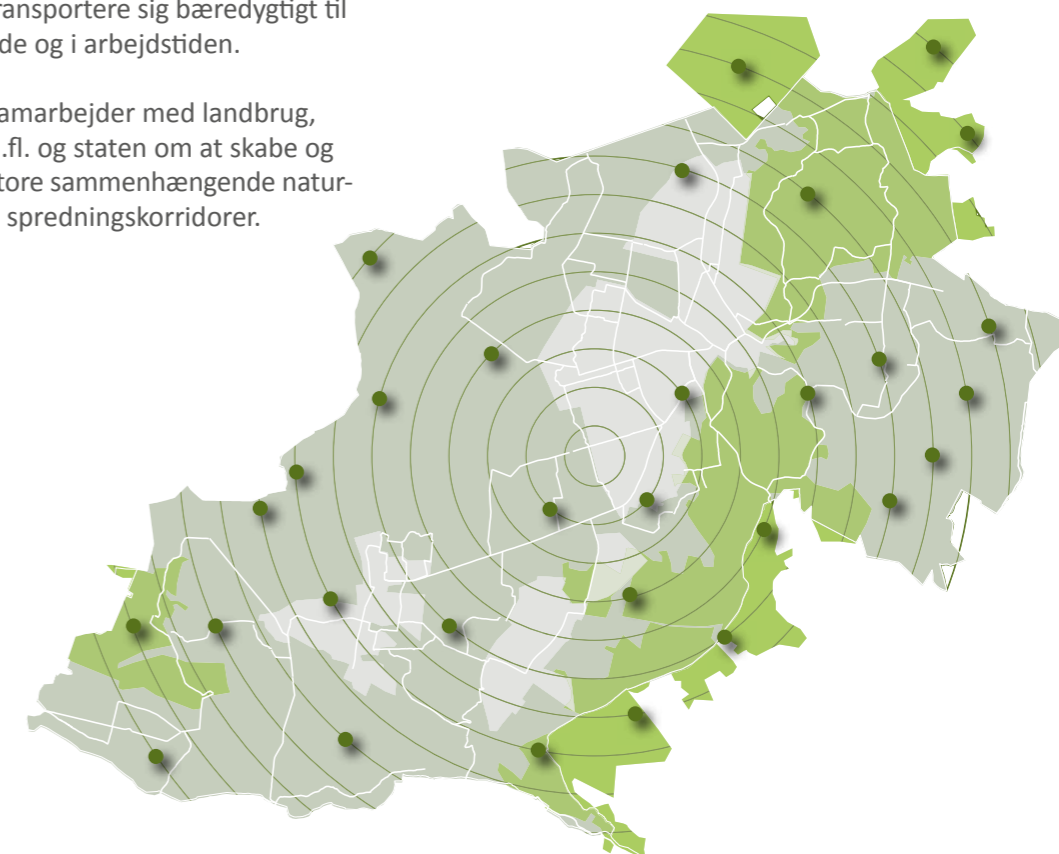 transportere sig bæredygtigt til
de og i arbejdstiden.
amarbejder med landbrug,
.fl. og staten om at skabe og
tore sammenhængende natur-
spredningskorridorer.